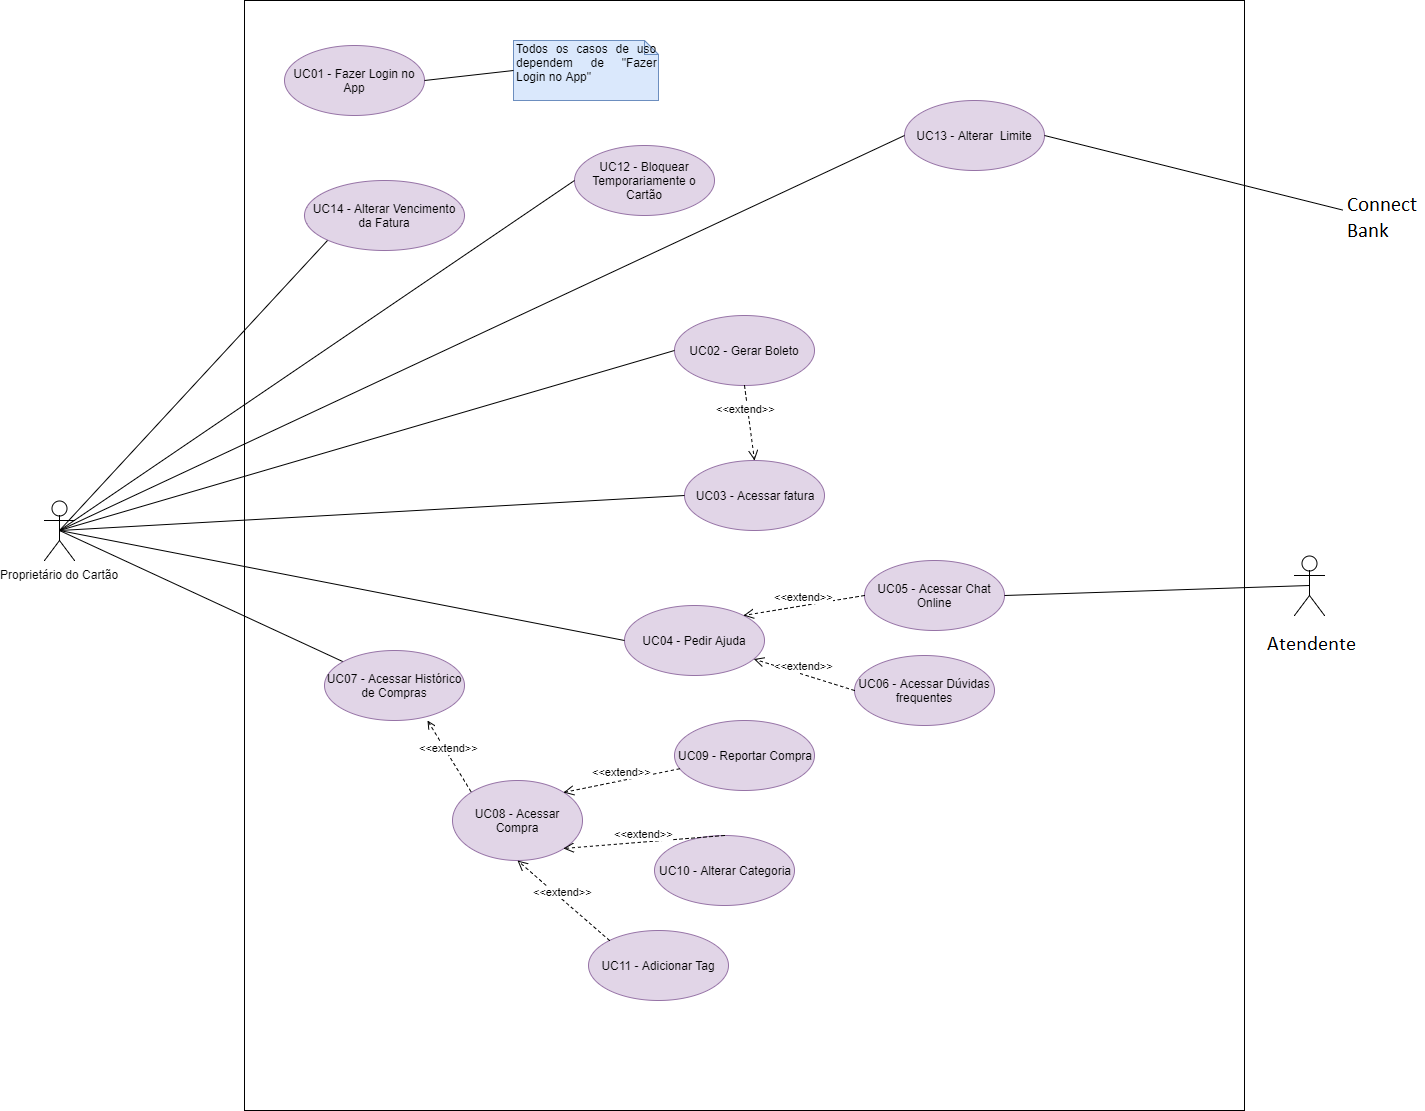 UC01 - Fazer Login no
App
Todos os casos de uso
dependem de "Fazer
Login no App"
UC13 - Alterar Limite
UC12 - Bloquear
Temporariamente o
Cartão
UC14 - Alterar Vencimento
da Fatura
Connect
Bank
UC02 - Gerar Boleto
<<extend>>
UC03 - Acessar fatura
Proprietário do Cartão
UC05 - Acessar Chat
Online
<<extend>>
Atendente
UC04 - Pedir Ajuda
<<extend>>
UC06 - Acessar Dúvidas
frequentes
UC07 - Acessar Histórico
de Compras
<<extend>>
UC09 - Reportar Compra
<<extend>>
UC08 - Acessar
Compra
<<extend>>
UC10 - Alterar Categoria
<<extend>>
UC11 - Adicionar Tag